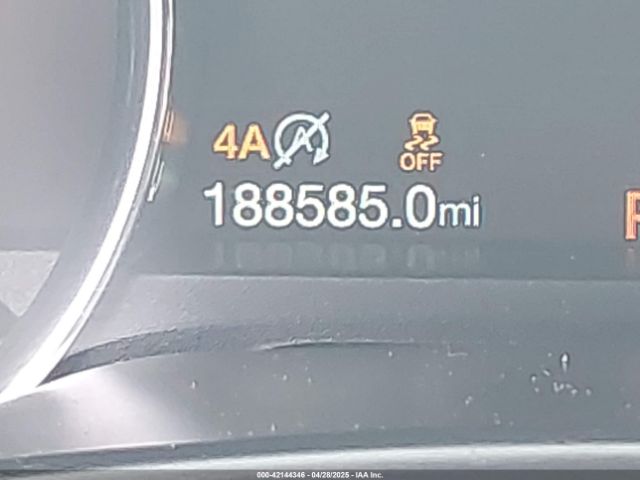 4A
OFF
188585.0mi
000-42144346 - 04/28/2025 - IAA Inc.